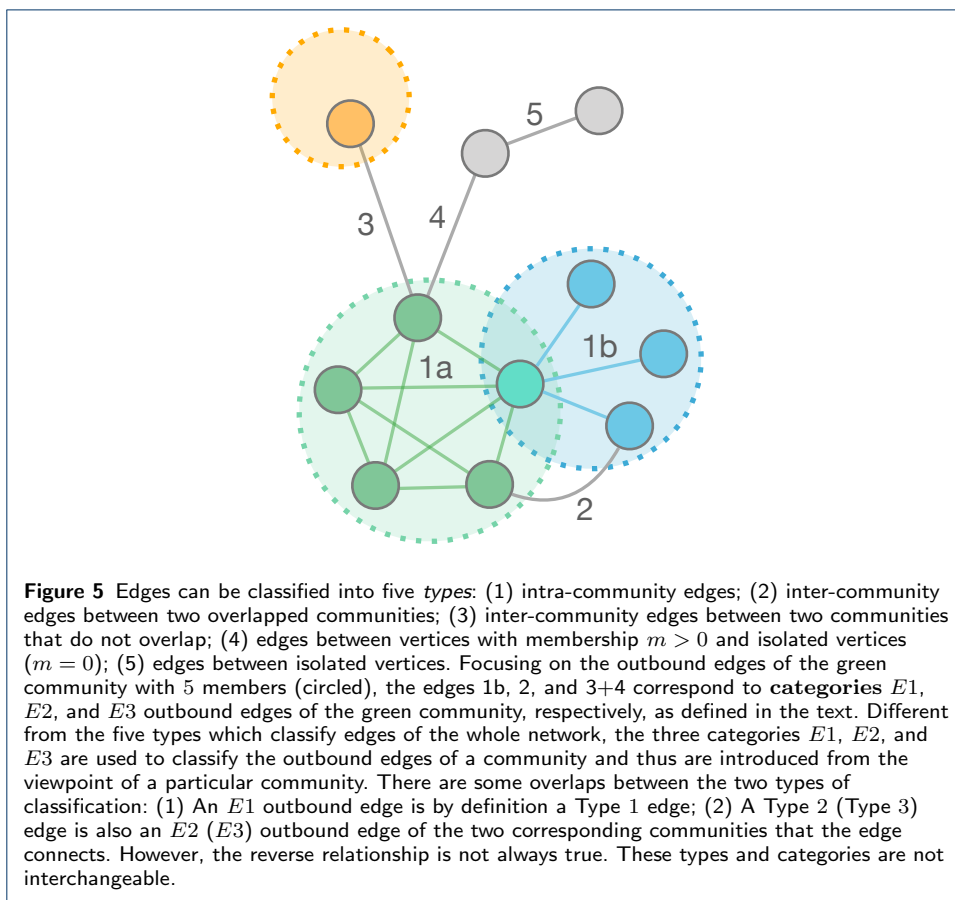 5
3
4
1a
1b
2
Figure 5 Edges can be classified into five types: (1) intra-community edges; (2) inter-community
edges between two overlapped communities; (3) inter-community edges between two communities
that do not overlap; (4) edges between vertices with membership m > 0 and isolated vertices
(m = 0); (5) edges between isolated vertices. Focusing on the outbound edges of the green
community with 5 members (circled), the edges 1b, 2, and 3+4 correspond to categories E1,
E2, and E3 outbound edges of the green community, respectively, as defined in the text. Different
from the five types which classify edges of the whole network, the three categories E1, E2, and
E3 are used to classify the outbound edges of a community and thus are introduced from the
viewpoint of a particular community. There are some overlaps between the two types of
classification: (1) An E1 outbound edge is by definition a Type 1 edge; (2) A Type 2 (Type 3)
edge is also an E2 (E3) outbound edge of the two corresponding communities that the edge
connects. However, the reverse relationship is not always true. These types and categories are not
interchangeable.